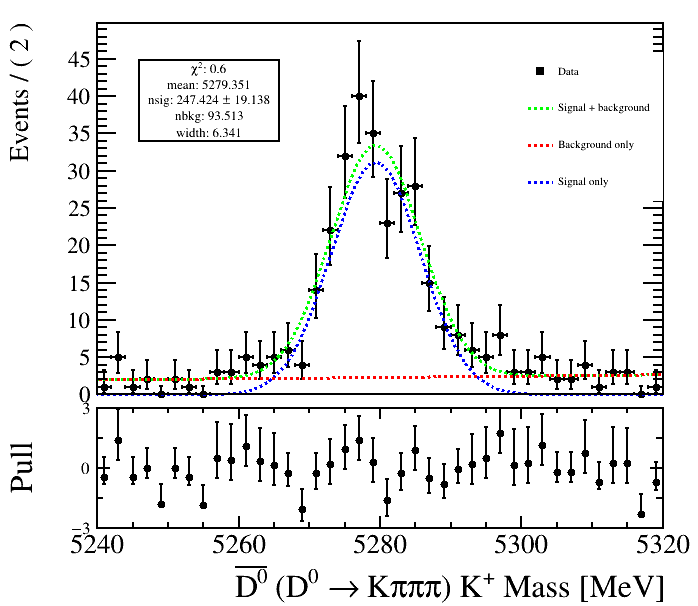 Events / ( 2 )
45
40
35
30
25
20
15
10
5
0
χ²: 0.6
mean: 5279.351
nsig: 247.424 ± 19.138
nbkg: 93.513
width: 6.341
Data
Signal + background
Background only
Signal only
Pull
3
0
−3
5240 5260 5280 5300 5320
D̅⁰ (D⁰ → Kπππ) K⁺ Mass [MeV]